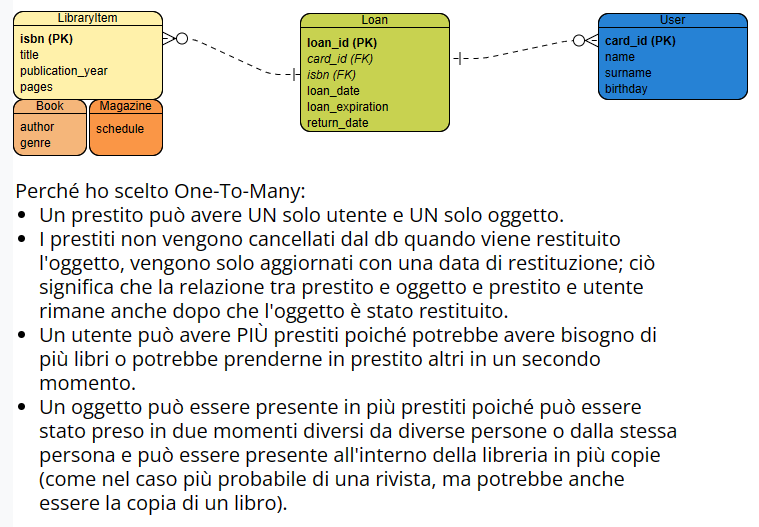 LibraryItem
isbn (PK)
title
publication_year
pages
Book
author
genre
Magazine
schedule
Loan
loan_id (PK)
card_id (FK)
isbn (FK)
loan_date
loan_expiration
return_date
User
card_id (PK)
name
surname
birthday
Perché ho scelto One-To-Many:
• Un prestito può avere UN solo utente e UN solo oggetto.
• I prestiti non vengono cancellati dal db quando viene restituito
l'oggetto, vengono solo aggiornati con una data di restituzione; ciò
significa che la relazione tra prestito e oggetto e prestito e utente
rimane anche dopo che l'oggetto è stato restituito.
• Un utente può avere PIÙ prestiti poiché potrebbe avere bisogno di
più libri o potrebbe prenderne in prestito altri in un secondo
momento.
• Un oggetto può essere presente in più prestiti poiché può essere
stato preso in due momenti diversi da diverse persone o dalla stessa
persona e può essere presente all'interno della libreria in più copie
(come nel caso più probabile di una rivista, ma potrebbe anche
essere la copia di un libro).